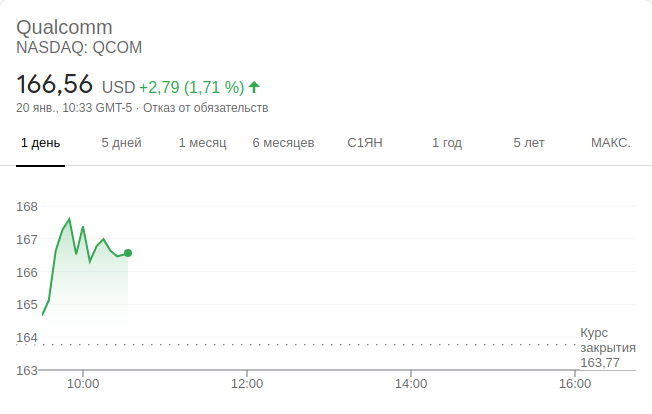 Qualcomm
NASDAQ: QCOM
166,56 USD +2,79 (1,71 %)
20 янв., 10:33 GMT-5 · Отказ от обязательств
1 день 5 дней 1 месяц 6 месяцев С1ЯН 1 год 5 лет МАКС.
168
167
166
165
164
Курс
закрытия
163,77
163
10:00 12:00 14:00 16:00